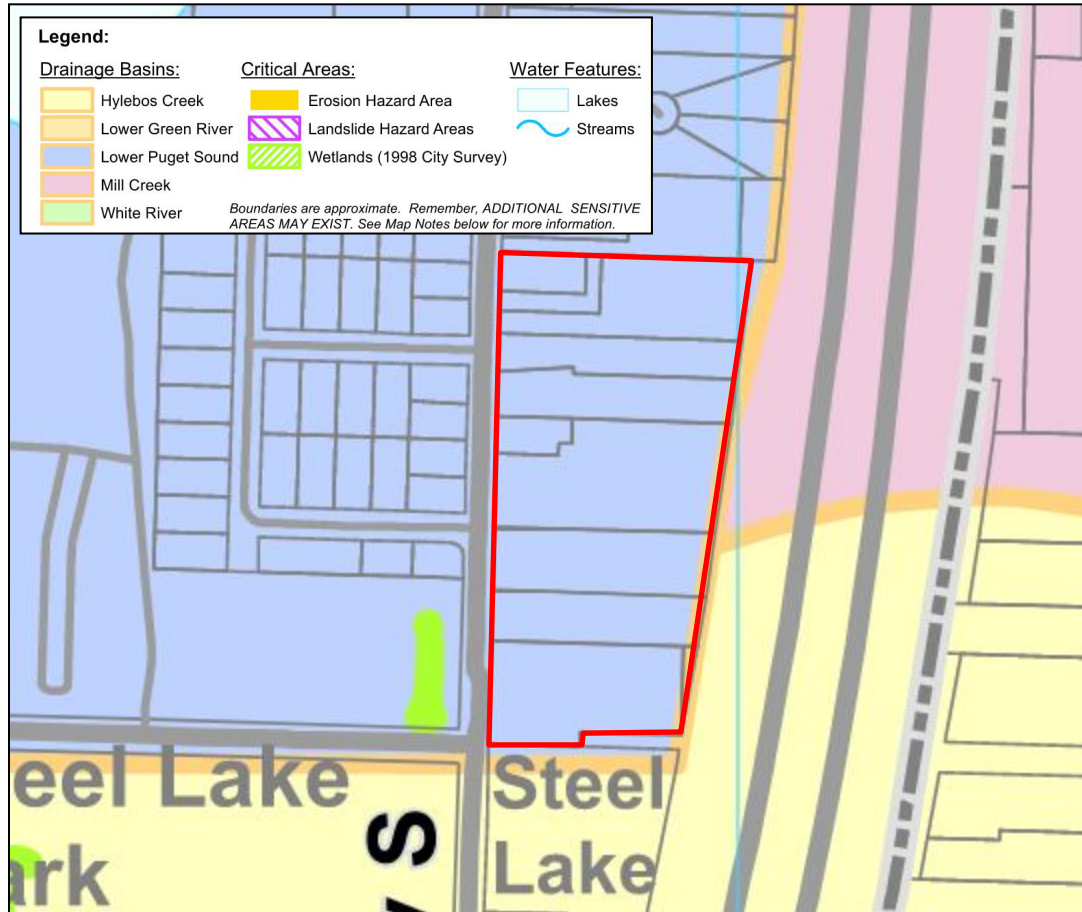 Legend:
Drainage Basins:
Hylebos Creek
Lower Green River
Lower Puget Sound
Mill Creek
White River
Critical Areas:
Erosion Hazard Area
Landslide Hazard Areas
Wetlands (1998 City Survey)
Water Features:
Lakes
Streams
Boundaries are approximate. Remember, ADDITIONAL SENSITIVE
AREAS MAY EXIST. See Map Notes below for more information.
eel Lake
ark
Steel
Lake
S